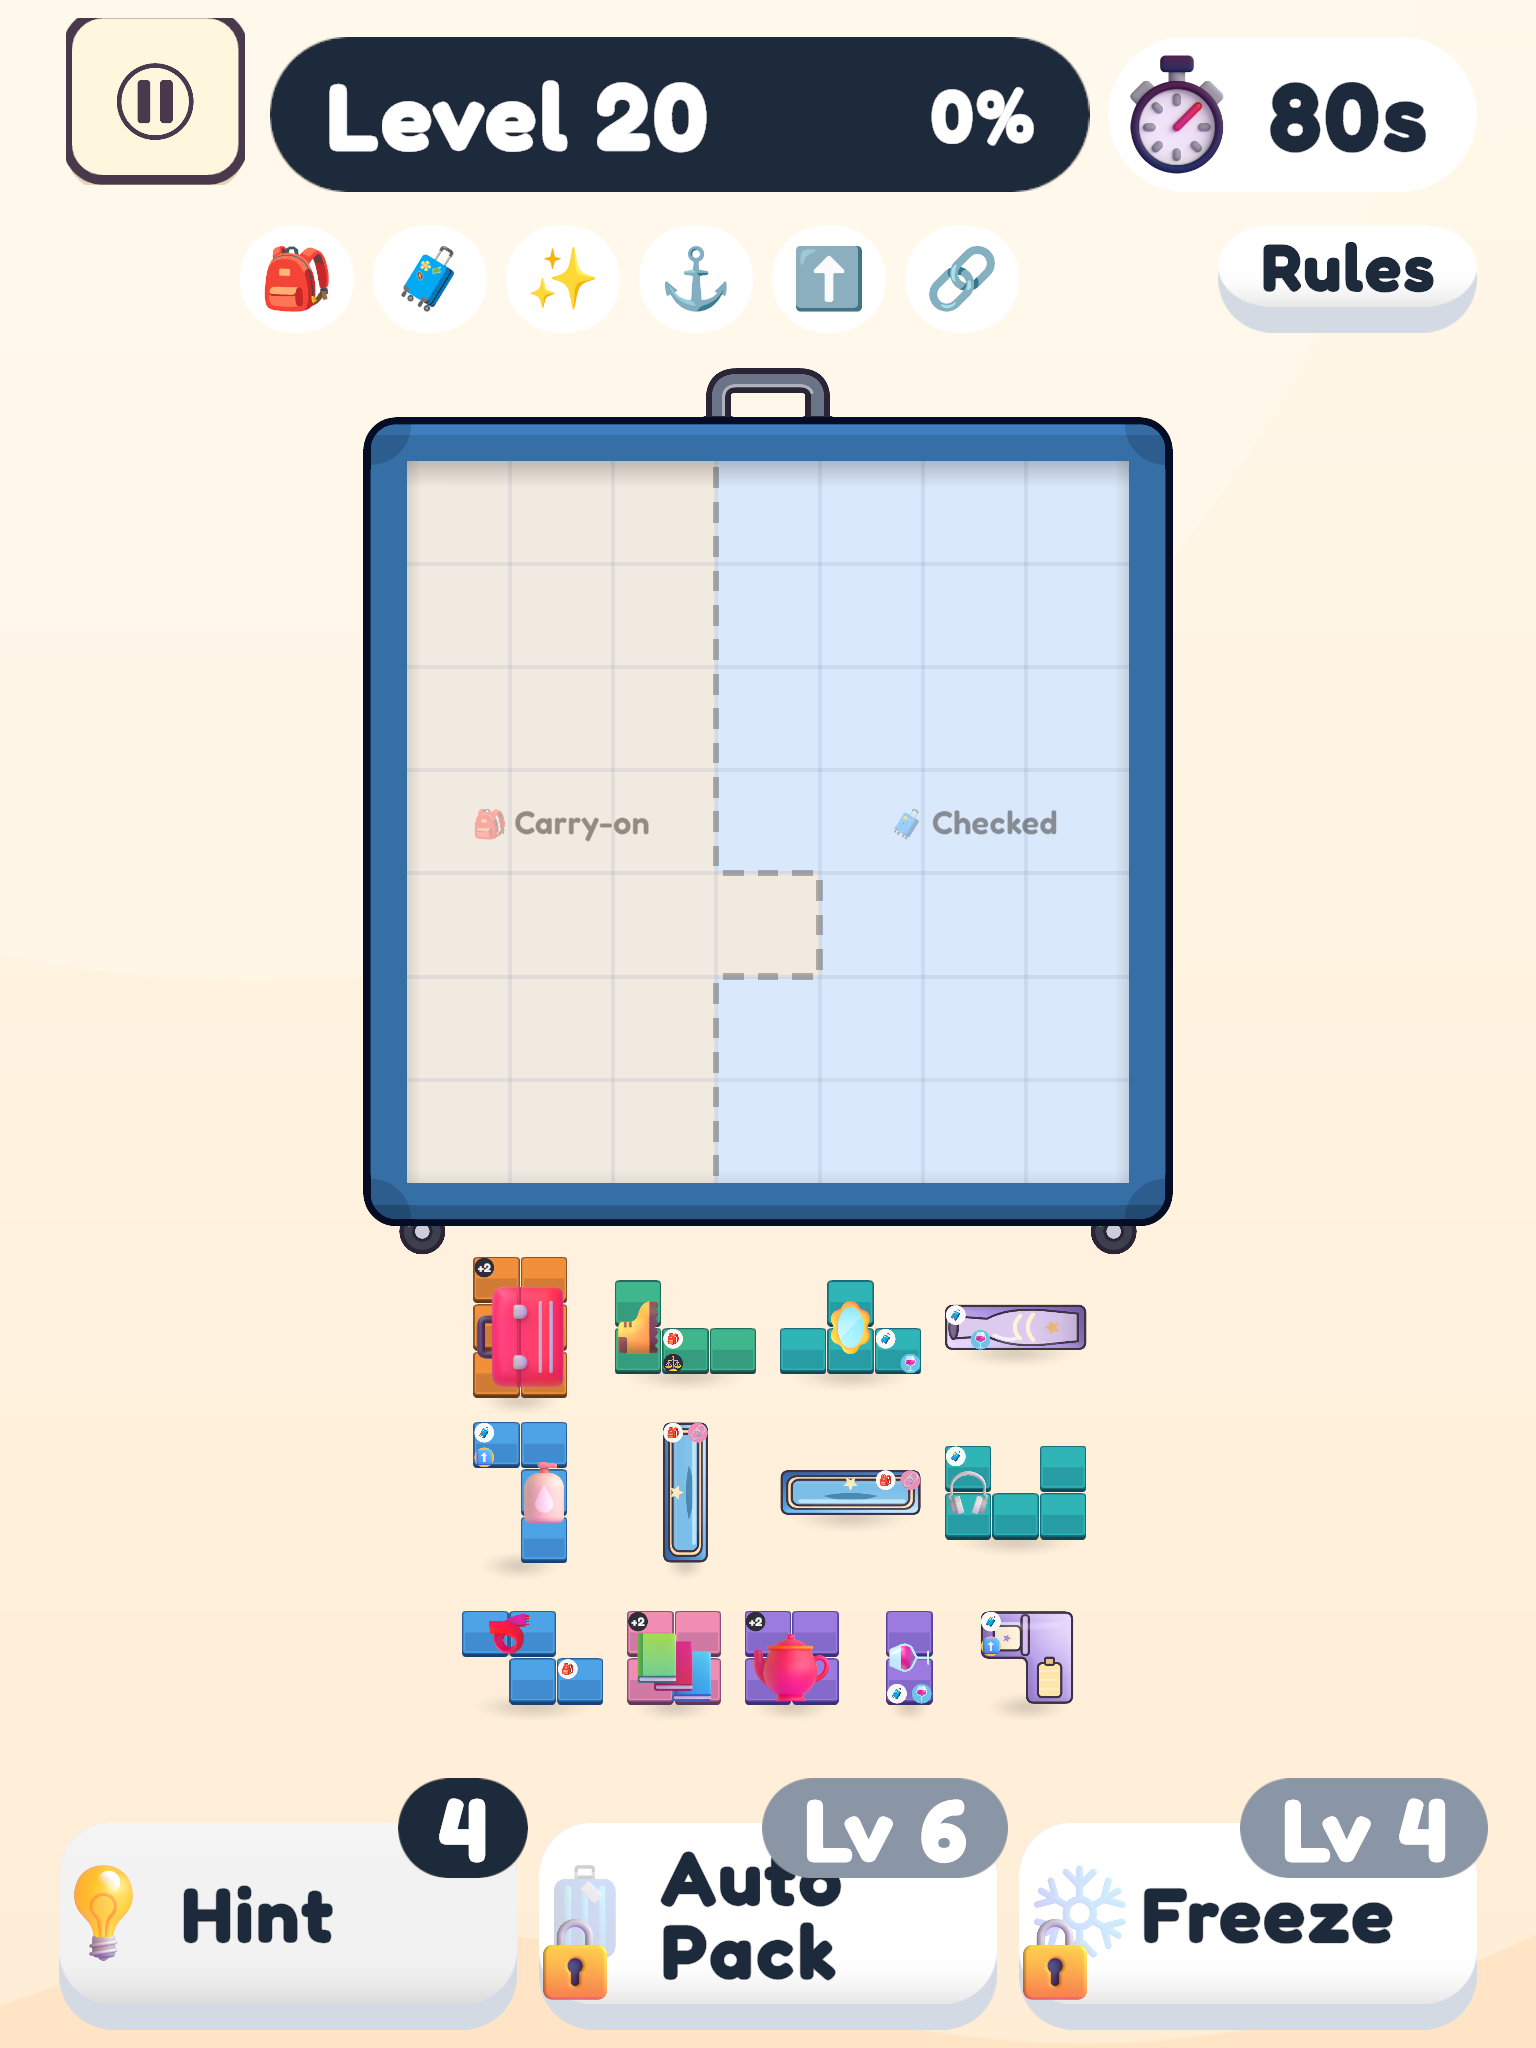 Level 20 0% 80s
Rules
Carry-on Checked
+2
+2 +2
4 Lv 6 Lv 4
Hint Auto Pack Freeze